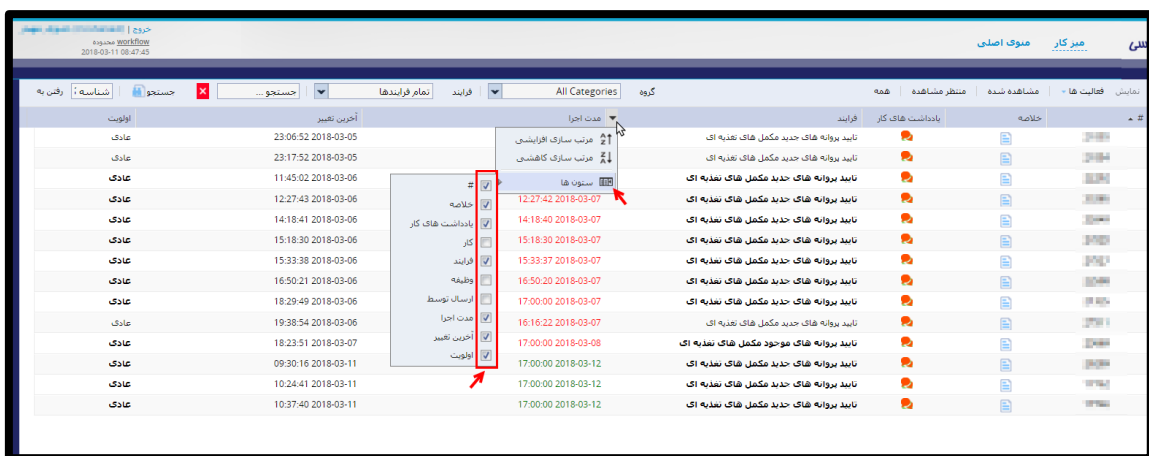 خروج |
محدوده workflow
2018-03-11 08:47:45
میز کار
منوی اصلی
نمایش فعالیت ها
مشاهده شده
منتظر مشاهده
همه
گروه
All Categories
فرایند
تمام فرایندها
جستجو ...
جستجو
شناسه
رفتن به
#
خلاصه
یادداشت های کار
فرایند
مدت اجرا
آخرین تغییر
اولویت
تایید پروانه های جدید مکمل های تغذیه ای 23:06:52 2018-03-05 عادی
تایید پروانه های جدید مکمل های تغذیه ای 23:17:52 2018-03-05 عادی
تایید پروانه های جدید مکمل های تغذیه ای 11:45:02 2018-03-06 عادی
تایید پروانه های جدید مکمل های تغذیه ای 12:27:42 2018-03-07 12:27:43 2018-03-06 عادی
تایید پروانه های جدید مکمل های تغذیه ای 14:18:40 2018-03-07 14:18:41 2018-03-06 عادی
تایید پروانه های جدید مکمل های تغذیه ای 15:18:30 2018-03-07 15:18:30 2018-03-06 عادی
تایید پروانه های جدید مکمل های تغذیه ای 15:33:37 2018-03-07 15:33:38 2018-03-06 عادی
تایید پروانه های جدید مکمل های تغذیه ای 16:50:20 2018-03-07 16:50:21 2018-03-06 عادی
تایید پروانه های جدید مکمل های تغذیه ای 17:00:00 2018-03-07 18:29:49 2018-03-06 عادی
تایید پروانه های جدید مکمل های تغذیه ای 16:16:22 2018-03-07 19:38:54 2018-03-06 عادی
تایید پروانه های موجود مکمل های تغذیه ای 17:00:00 2018-03-08 18:23:51 2018-03-07 عادی
تایید پروانه های جدید مکمل های تغذیه ای 17:00:00 2018-03-12 09:30:16 2018-03-11 عادی
تایید پروانه های جدید مکمل های تغذیه ای 17:00:00 2018-03-12 10:24:41 2018-03-11 عادی
تایید پروانه های جدید مکمل های تغذیه ای 17:00:00 2018-03-12 10:37:40 2018-03-11 عادی
مرتب سازی افزایشی
مرتب سازی کاهشی
ستون ها
#
خلاصه
یادداشت های کار
کار
فرایند
وظیفه
ارسال توسط
مدت اجرا
آخرین تغییر
اولویت